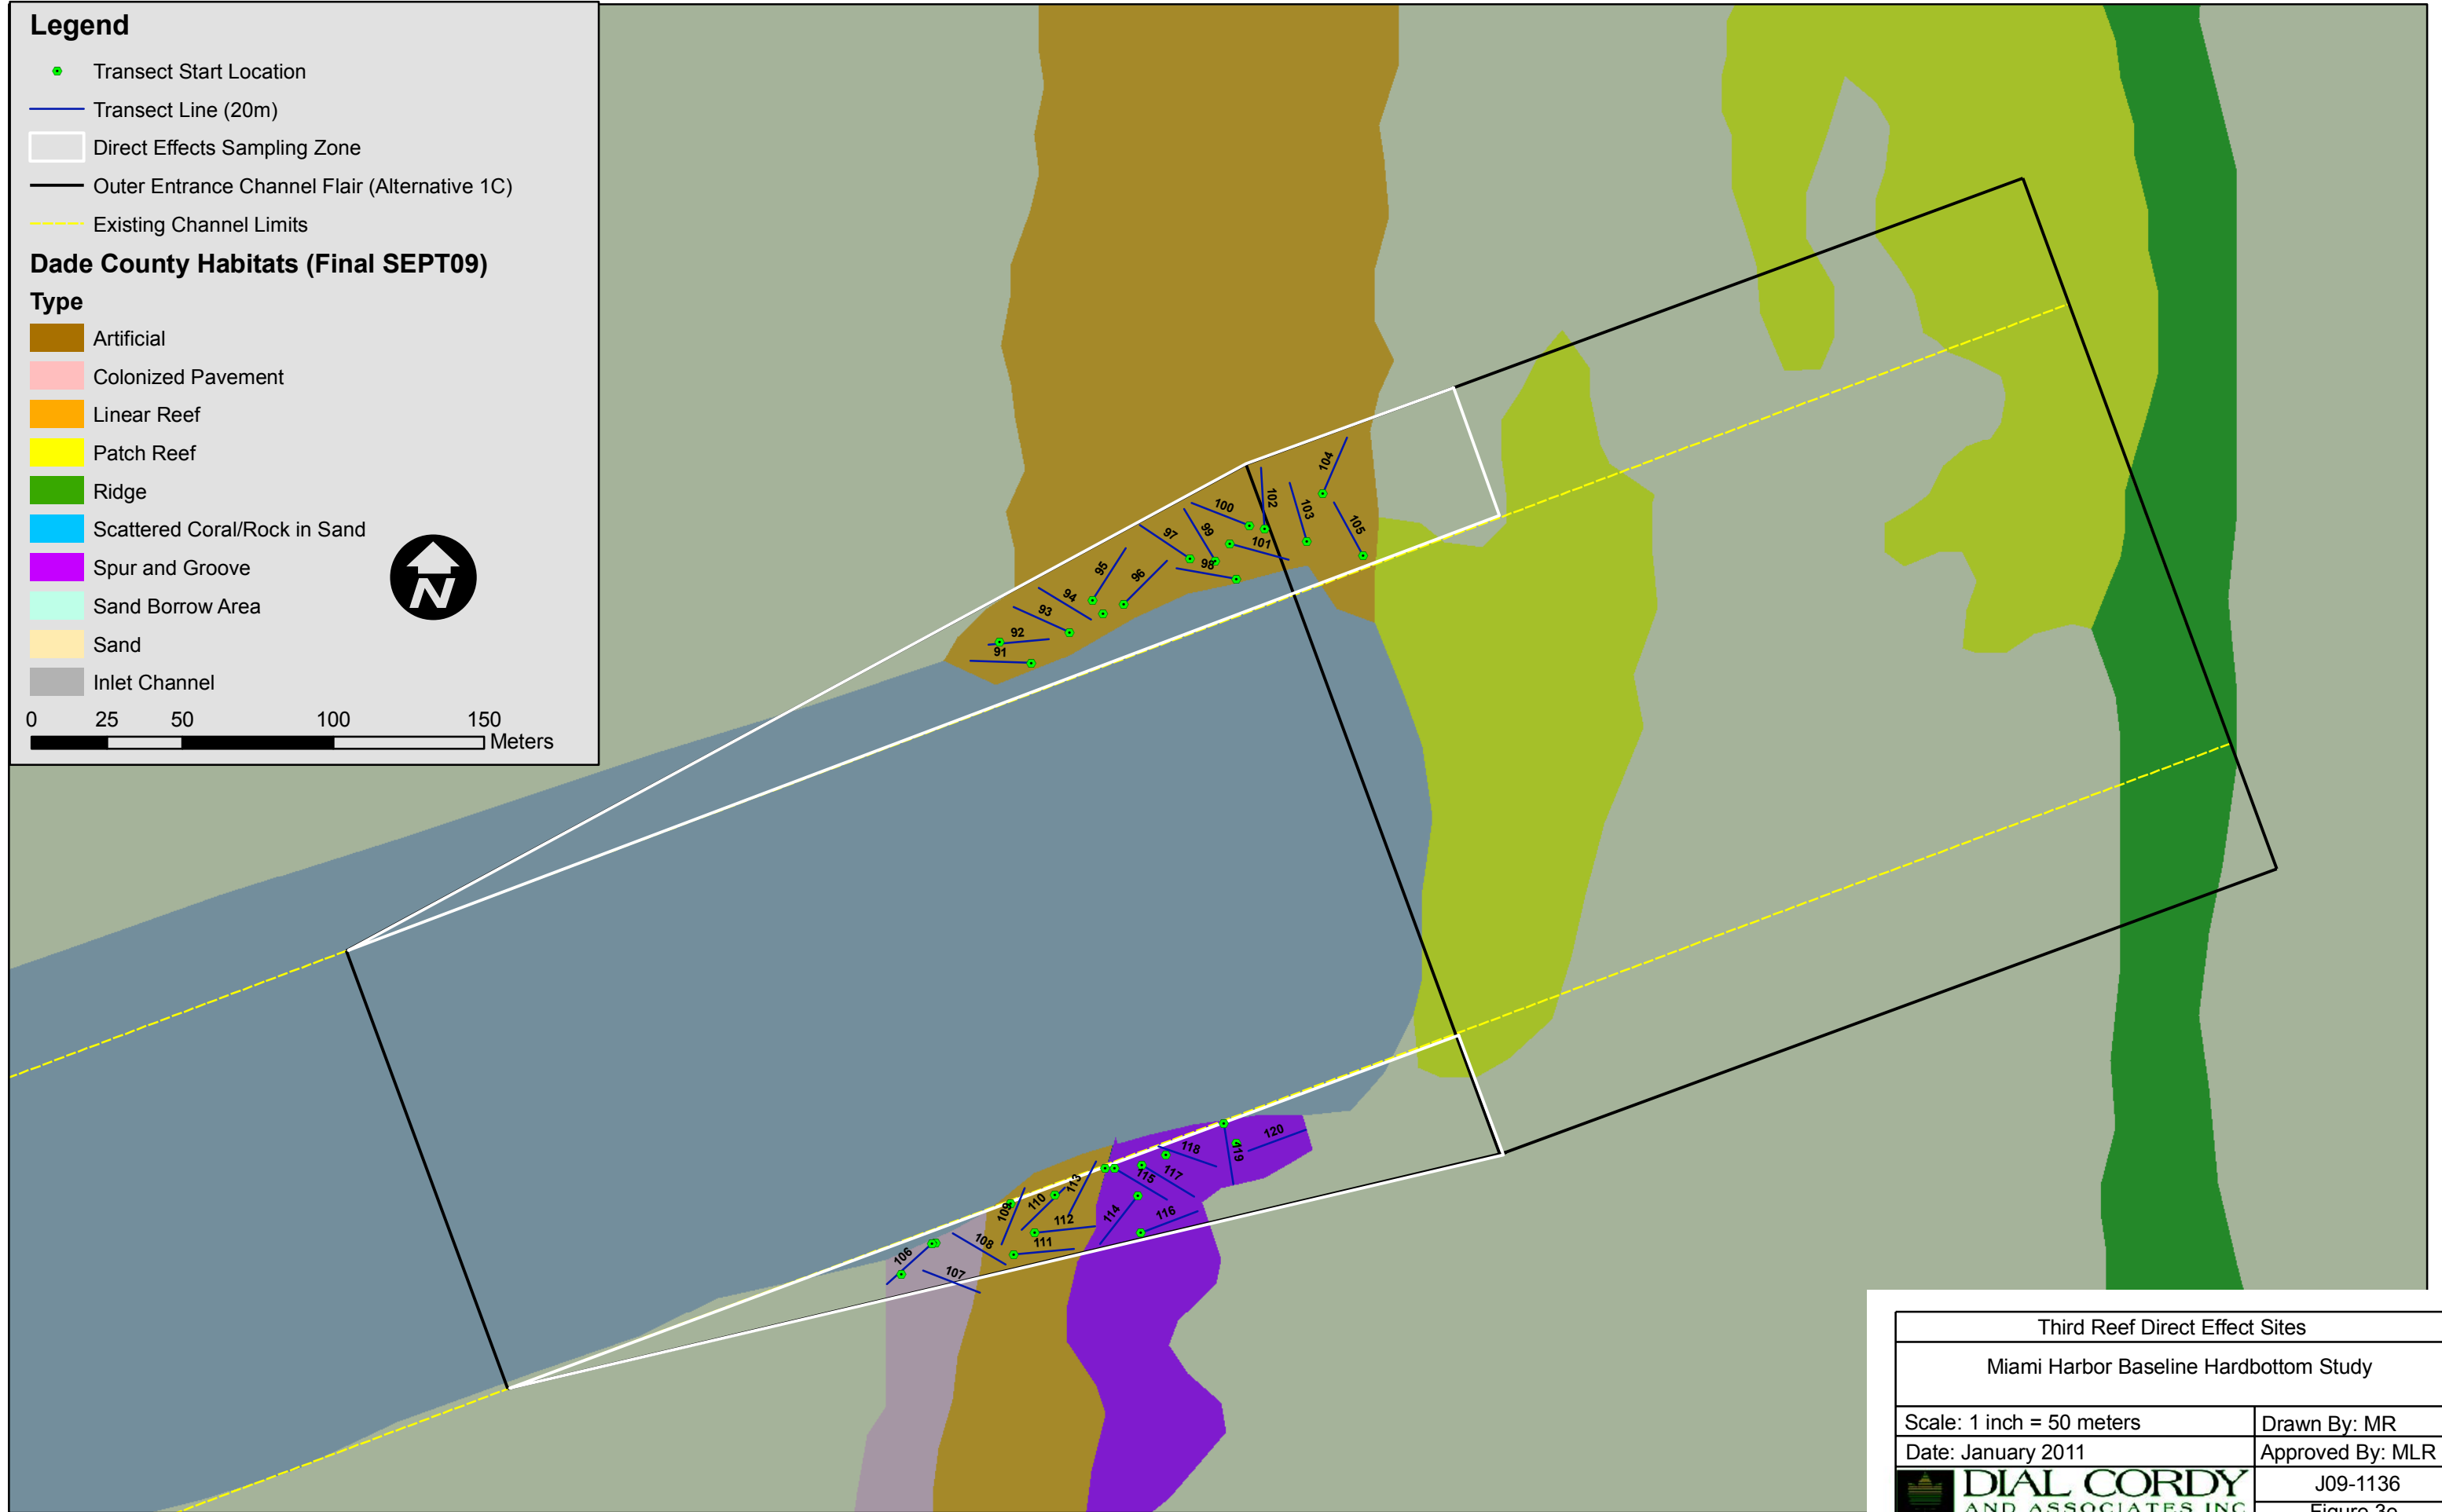 Legend
Transect Start Location
Transect Line (20m)
Direct Effects Sampling Zone
Outer Entrance Channel Flair (Alternative 1C)
Existing Channel Limits
Dade County Habitats (Final SEPT09)
Type
Artificial
Colonized Pavement
Linear Reef
Patch Reef
Ridge
Scattered Coral/Rock in Sand
Spur and Groove
Sand Borrow Area
Sand
Inlet Channel
N
0 25 50 100 150
Meters
104
102
100
103
105
99
97
101
98
95
96
94
93
92
91
120
118
119
117
115
113
110
109
114
116
112
111
108
106
107
Third Reef Direct Effect Sites
Miami Harbor Baseline Hardbottom Study
Scale: 1 inch = 50 meters
Drawn By: MR
Date: January 2011
Approved By: MLR
DIAL CORDY
AND ASSOCIATES INC
J09-1136